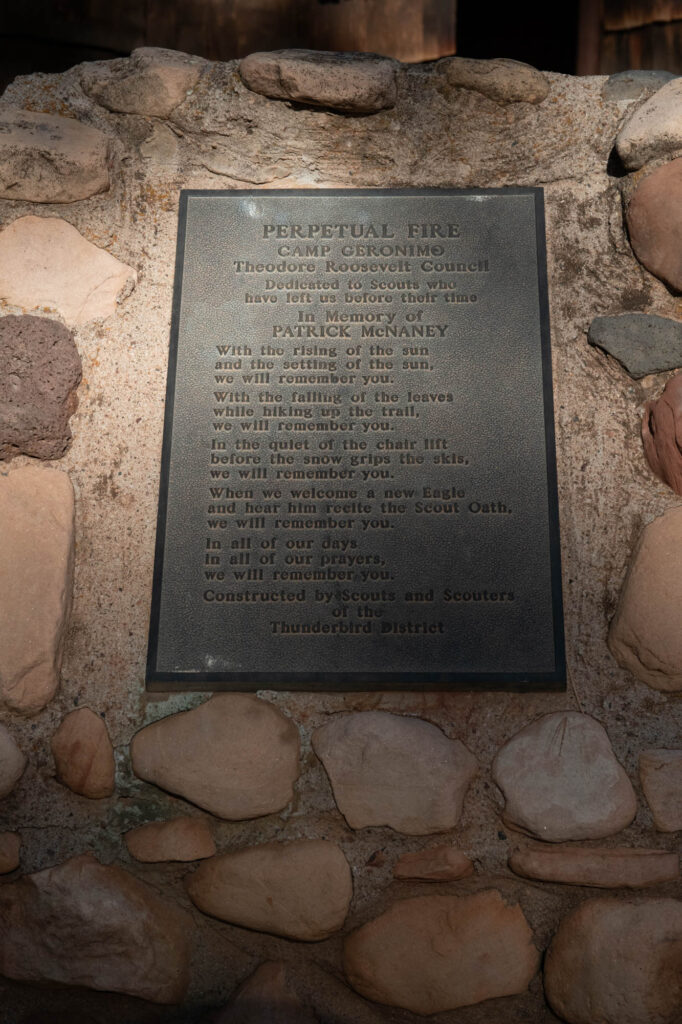 PERPETUAL FIRE
CAMP GERONIMO
Theodore Roosevelt Council
Dedicated to Scouts who
have left us before their time
In Memory of
PATRICK McNANEY
With the rising of the sun
and the setting of the sun,
we will remember you.
With the falling of the leaves
while hiking up the trail,
we will remember you.
In the quiet of the chair lift
before the snow grips the skis,
we will remember you.
When we welcome a new Eagle
and hear him recite the Scout Oath,
we will remember you.
In all of our days
In all of our prayers,
we will remember you.
Constructed by Scouts and Scouters
of the
Thunderbird District